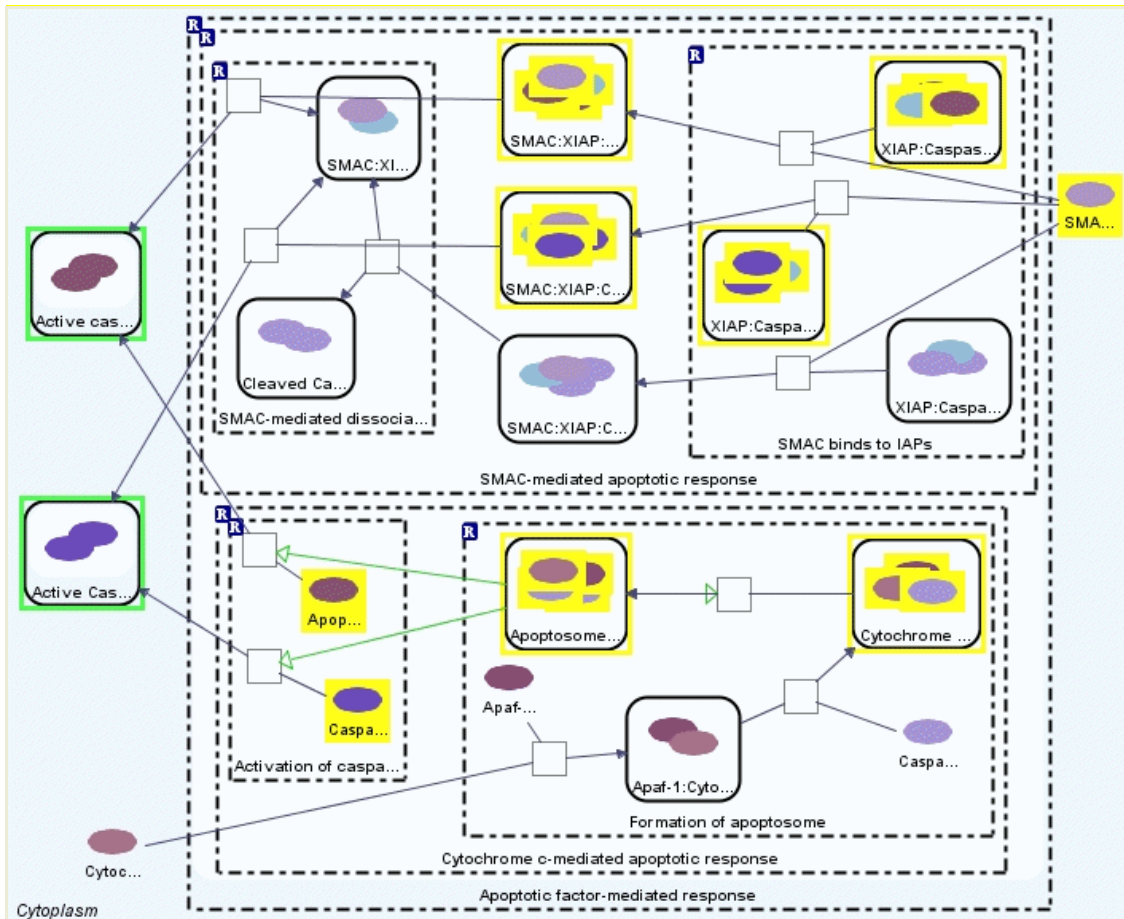 R
R
R
R
SMAC:XI...
SMAC:XIAP:...
XIAP:Caspas...
SMA...
SMAC:XIAP:C...
XIAP:Caspa...
Active cas...
Cleaved Ca...
SMAC-mediated dissocia...
SMAC:XIAP:C...
XIAP:Caspa...
SMAC binds to IAPs
SMAC-mediated apoptotic response
R
R
R
Active Cas...
Apop...
Apoptosome...
Cytochrome ...
Caspa...
Apaf-...
Activation of caspa...
Apaf-1:Cyto...
Caspa...
Formation of apoptosome
Cytoc...
Cytochrome c-mediated apoptotic response
Apoptotic factor-mediated response
Cytoplasm